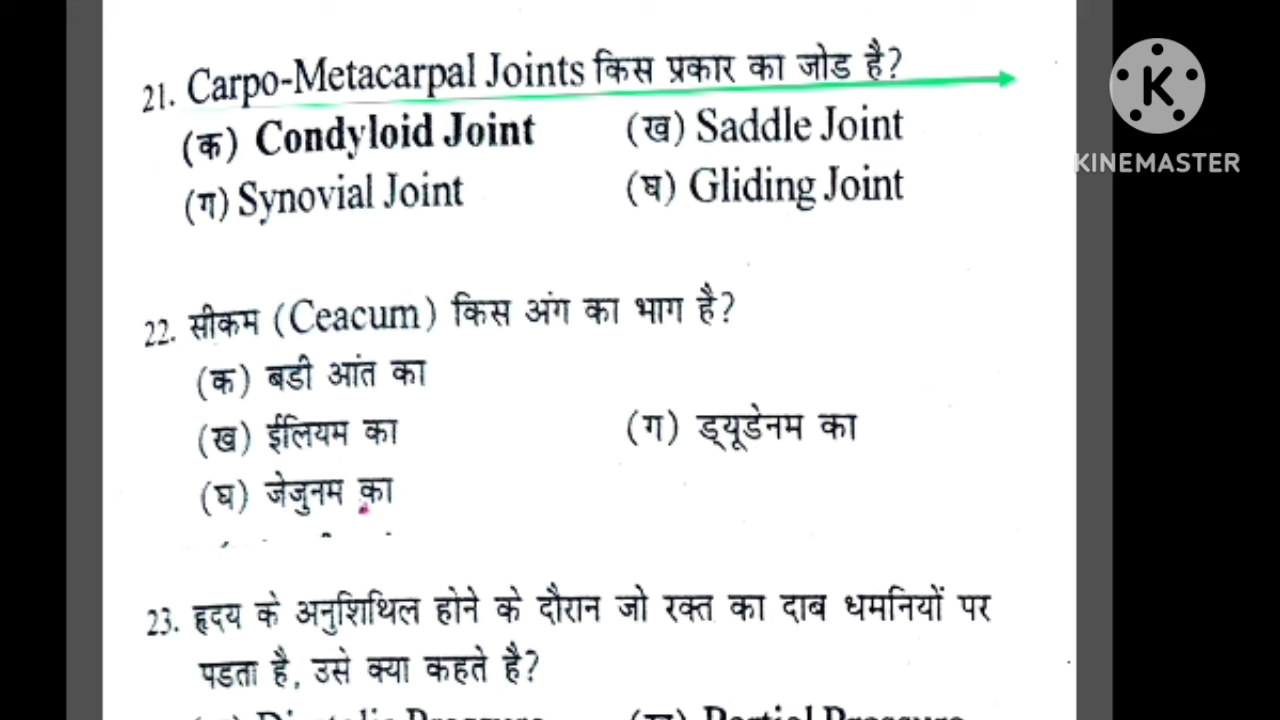 21. Carpo-Metacarpal Joints किस प्रकार का जोड है?
(क) Condyloid Joint (ख) Saddle Joint
(ग) Synovial Joint (घ) Gliding Joint
K
KINEMASTER
22. सीकम (Ceacum) किस अंग का भाग है?
(क) बडी आंत का
(ख) ईलियम का (ग) ड्यूडेनम का
(घ) जेजुनम का
23. हृदय के अनुशिथिल होने के दौरान जो रक्त का दाब धमनियों पर
पडता है, उसे क्या कहते है?